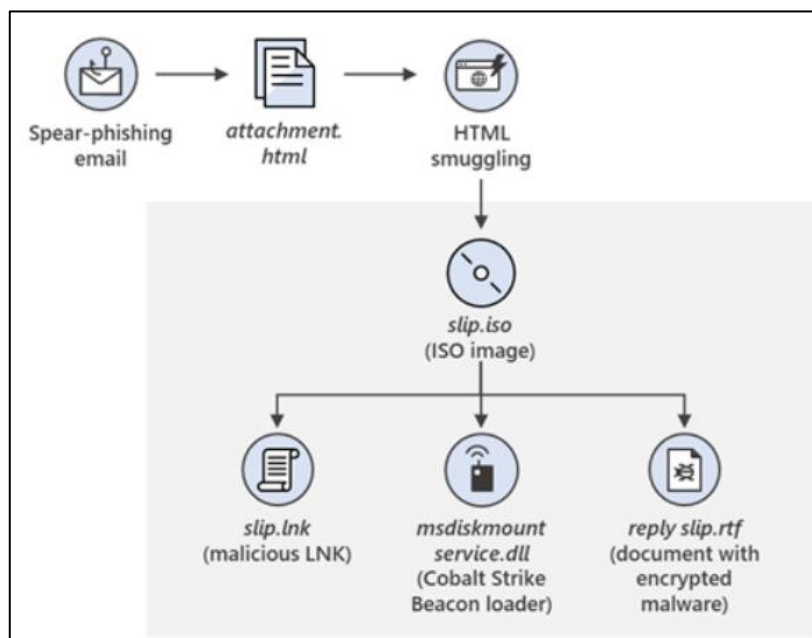 Spear-phishing
email
attachment.
html
HTML
smuggling
slip.iso
(ISO image)
slip.lnk
(malicious LNK)
msdiskmount
service.dll
(Cobalt Strike
Beacon loader)
reply slip.rtf
(document with
encrypted
malware)